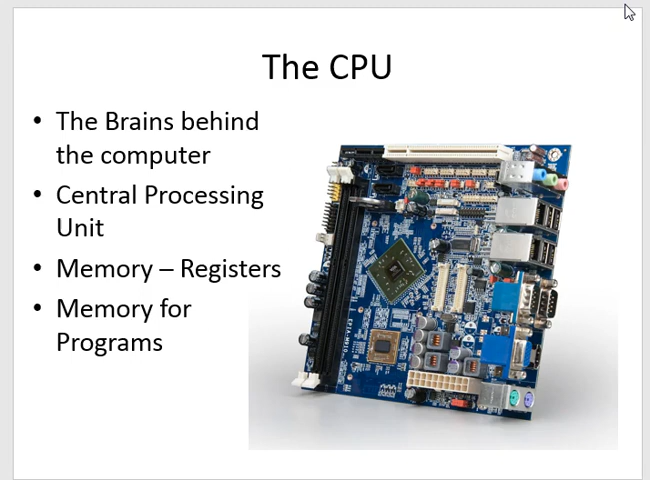 The CPU
• The Brains behind
the computer
• Central Processing
Unit
• Memory – Registers
• Memory for
Programs